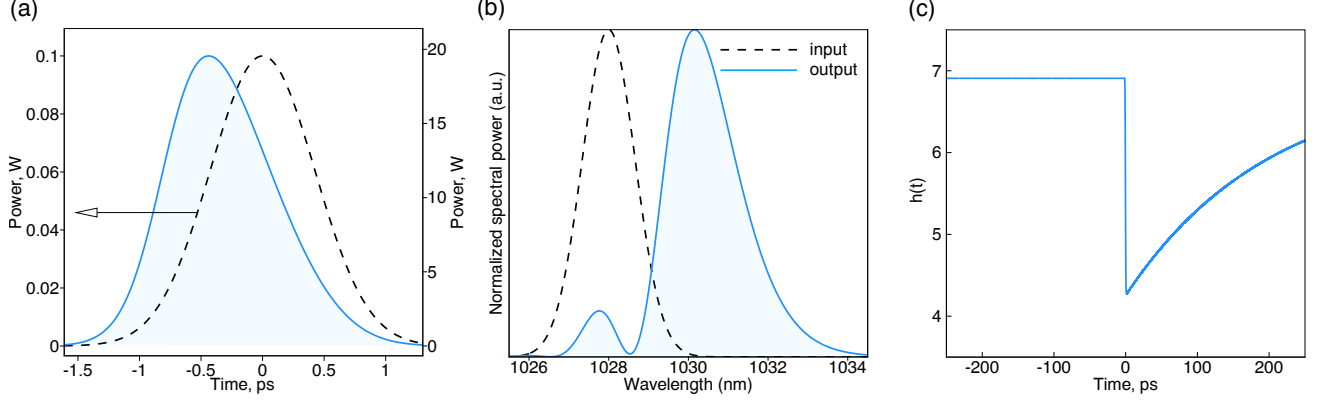 (a)
Power, W
0.1
0.08
0.06
0.04
0.02
0
20
15
10
5
0
Power, W
-1.5 -1 -0.5 0 0.5 1
Time, ps
(b)
Normalized spectral power (a.u.)
input
output
1026 1028 1030 1032 1034
Wavelength (nm)
(c)
h(t)
7
6
5
4
-200 -100 0 100 200
Time, ps